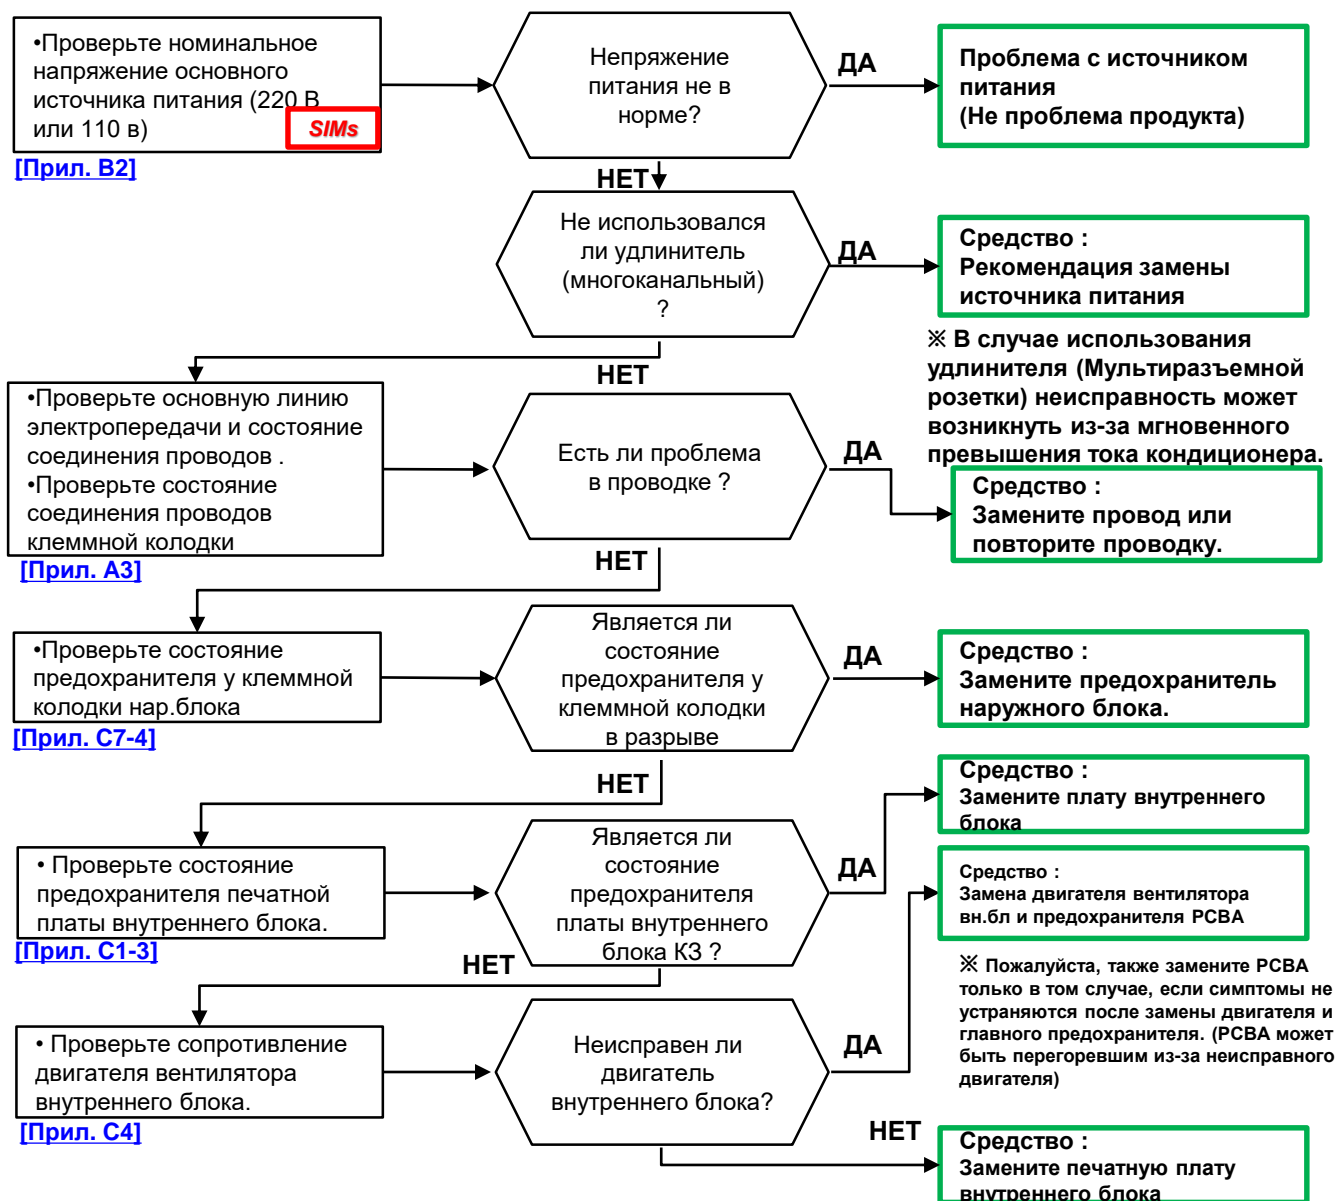 •Проверьте номинальное
напряжение основного
источника питания (220 В
или 110 в)
SIMs
[Прил. B2]
Непряжение
питания не в
норме?
ДА
Проблема с источником
питания
(Не проблема продукта)
НЕТ
Не использовался
ли удлинитель
(многоканальный)
?
ДА
Средство :
Рекомендация замены
источника питания
※ В случае использования
удлинителя (Мультиразъемной
розетки) неисправность может
возникнуть из-за мгновенного
превышения тока кондиционера.
НЕТ
•Проверьте основную линию
электропередачи и состояние
соединения проводов .
•Проверьте состояние
соединения проводов
клеммной колодки
[Прил. A3]
Есть ли проблема
в проводке ?
ДА
Средство :
Замените провод или
повторите проводку.
НЕТ
•Проверьте состояние
предохранителя у клеммной
колодки нар.блока
[Прил. C7-4]
Является ли
состояние
предохранителя у
клеммной колодки
в разрыве
ДА
Средство :
Замените предохранитель
наружного блока.
НЕТ
• Проверьте состояние
предохранителя печатной
платы внутреннего блока.
[Прил. C1-3]
Является ли
состояние
предохранителя
платы внутреннего
блока КЗ ?
ДА
Средство :
Замените плату внутреннего
блока
НЕТ
• Проверьте сопротивление
двигателя вентилятора
внутреннего блока.
[Прил. C4]
Неисправен ли
двигатель
внутреннего блока?
ДА
Средство :
Замена двигателя вентилятора
вн.бл и предохранителя PCBA
※ Пожалуйста, также замените PCBA
только в том случае, если симптомы не
устраняются после замены двигателя и
главного предохранителя. (PCBA может
быть перегоревшим из-за неисправного
двигателя)
НЕТ
Средство :
Замените печатную плату
внутреннего блока